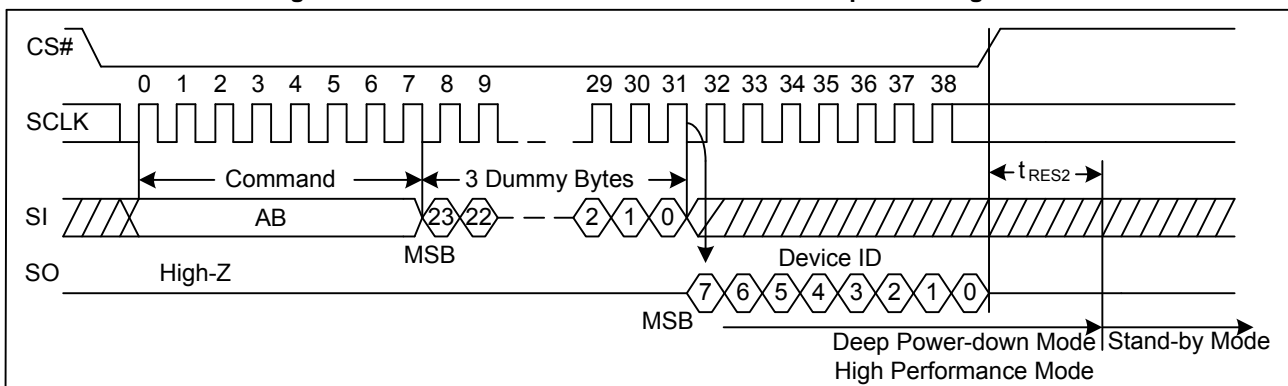 CS#
0 1 2 3 4 5 6 7 8 9 29 30 31 32 33 34 35 36 37 38
SCLK
Command 3 Dummy Bytes tRES2
SI AB 23 22 2 1 0
MSB
SO High-Z Device ID
7 6 5 4 3 2 1 0
MSB
Deep Power-down Mode Stand-by Mode
High Performance Mode